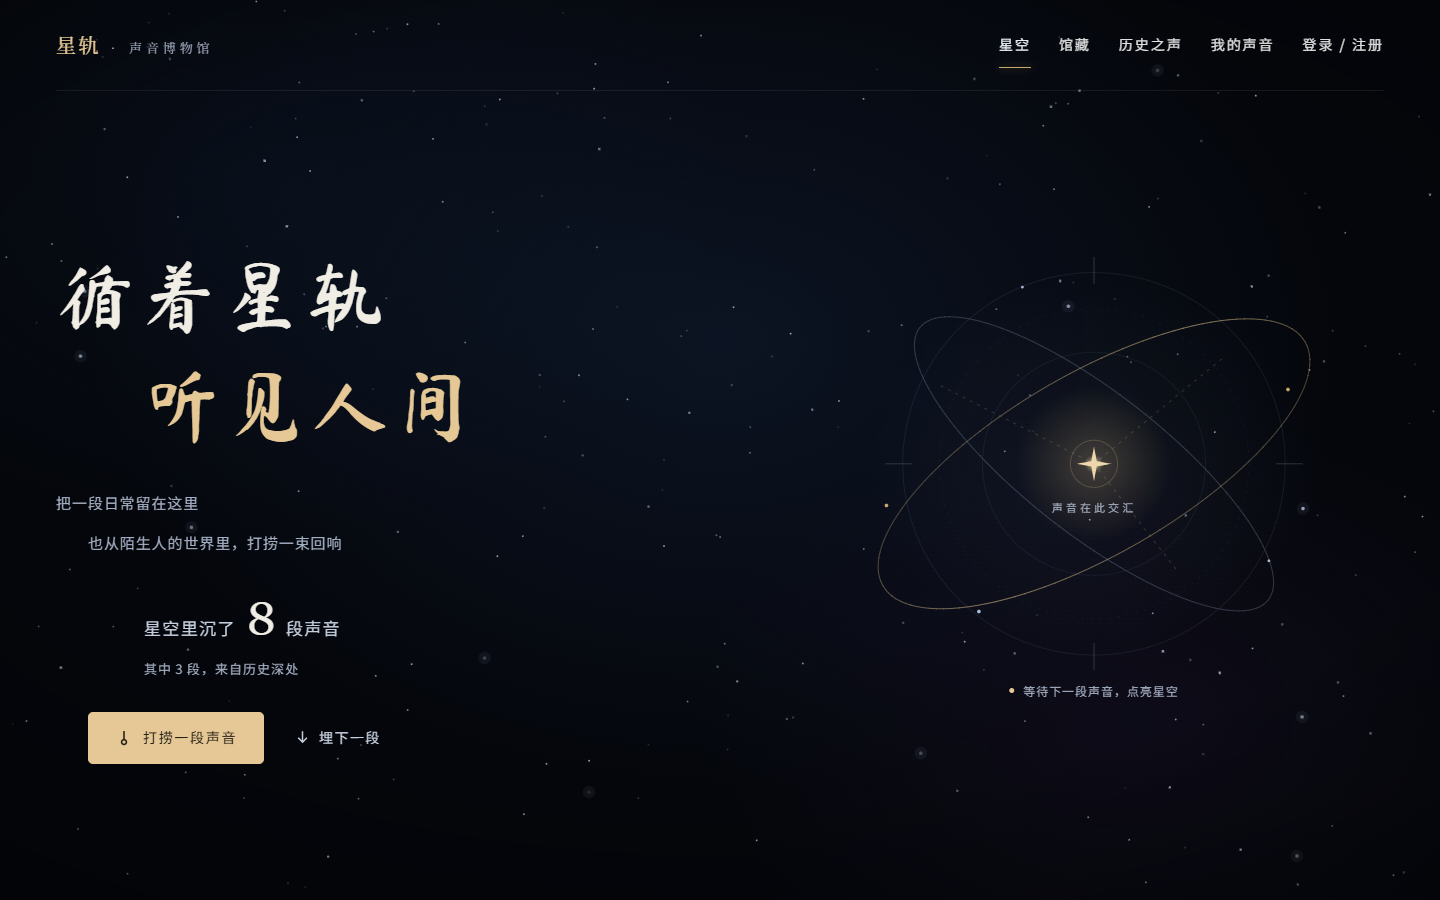 星轨 · 声音博物馆
星空 馆藏 历史之声 我的声音 登录 / 注册
循着星轨
听见人间
把一段日常留在这里
也从陌生人的世界里，打捞一束回响
声音在此交汇
星空里沉了 8 段声音
其中 3 段，来自历史深处
等待下一段声音，点亮星空
打捞一段声音 埋下一段